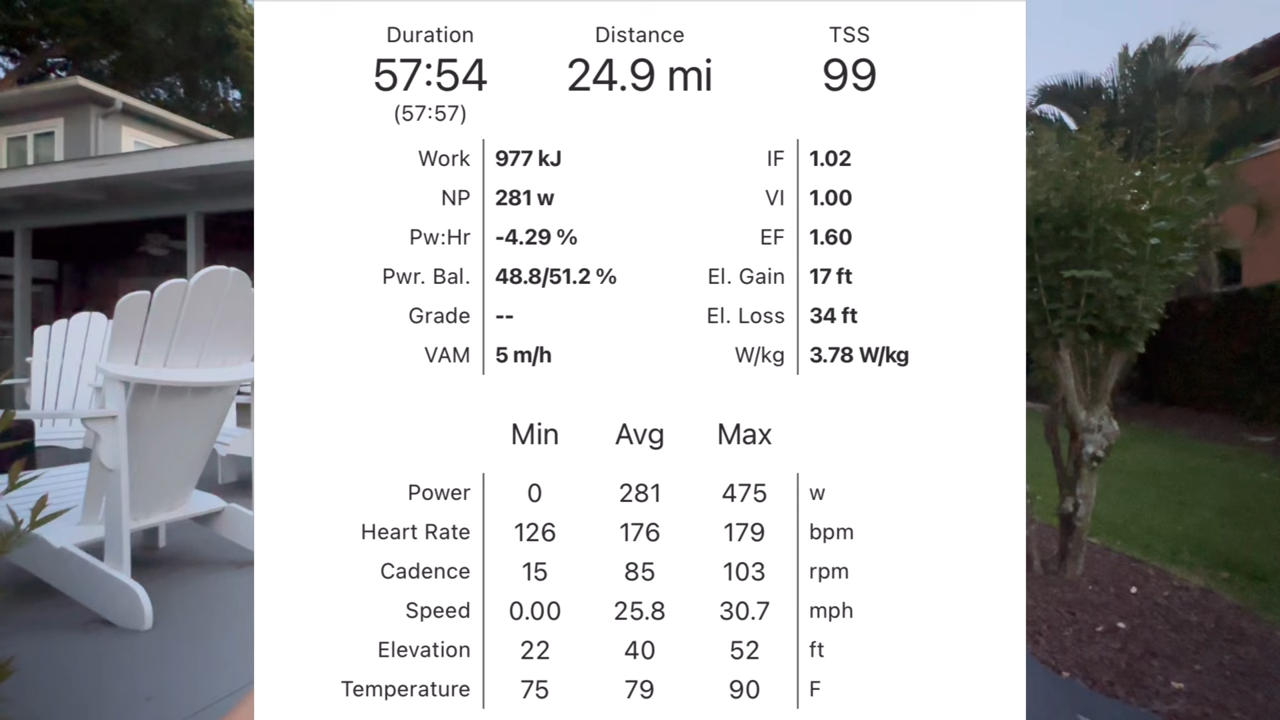 Duration Distance TSS
57:54 24.9 mi 99
(57:57)
Work 977 kJ IF 1.02
NP 281 w VI 1.00
Pw:Hr -4.29 % EF 1.60
Pwr. Bal. 48.8/51.2 % El. Gain 17 ft
Grade -- El. Loss 34 ft
VAM 5 m/h W/kg 3.78 W/kg
Min Avg Max
Power 0 281 475 w
Heart Rate 126 176 179 bpm
Cadence 15 85 103 rpm
Speed 0.00 25.8 30.7 mph
Elevation 22 40 52 ft
Temperature 75 79 90 F